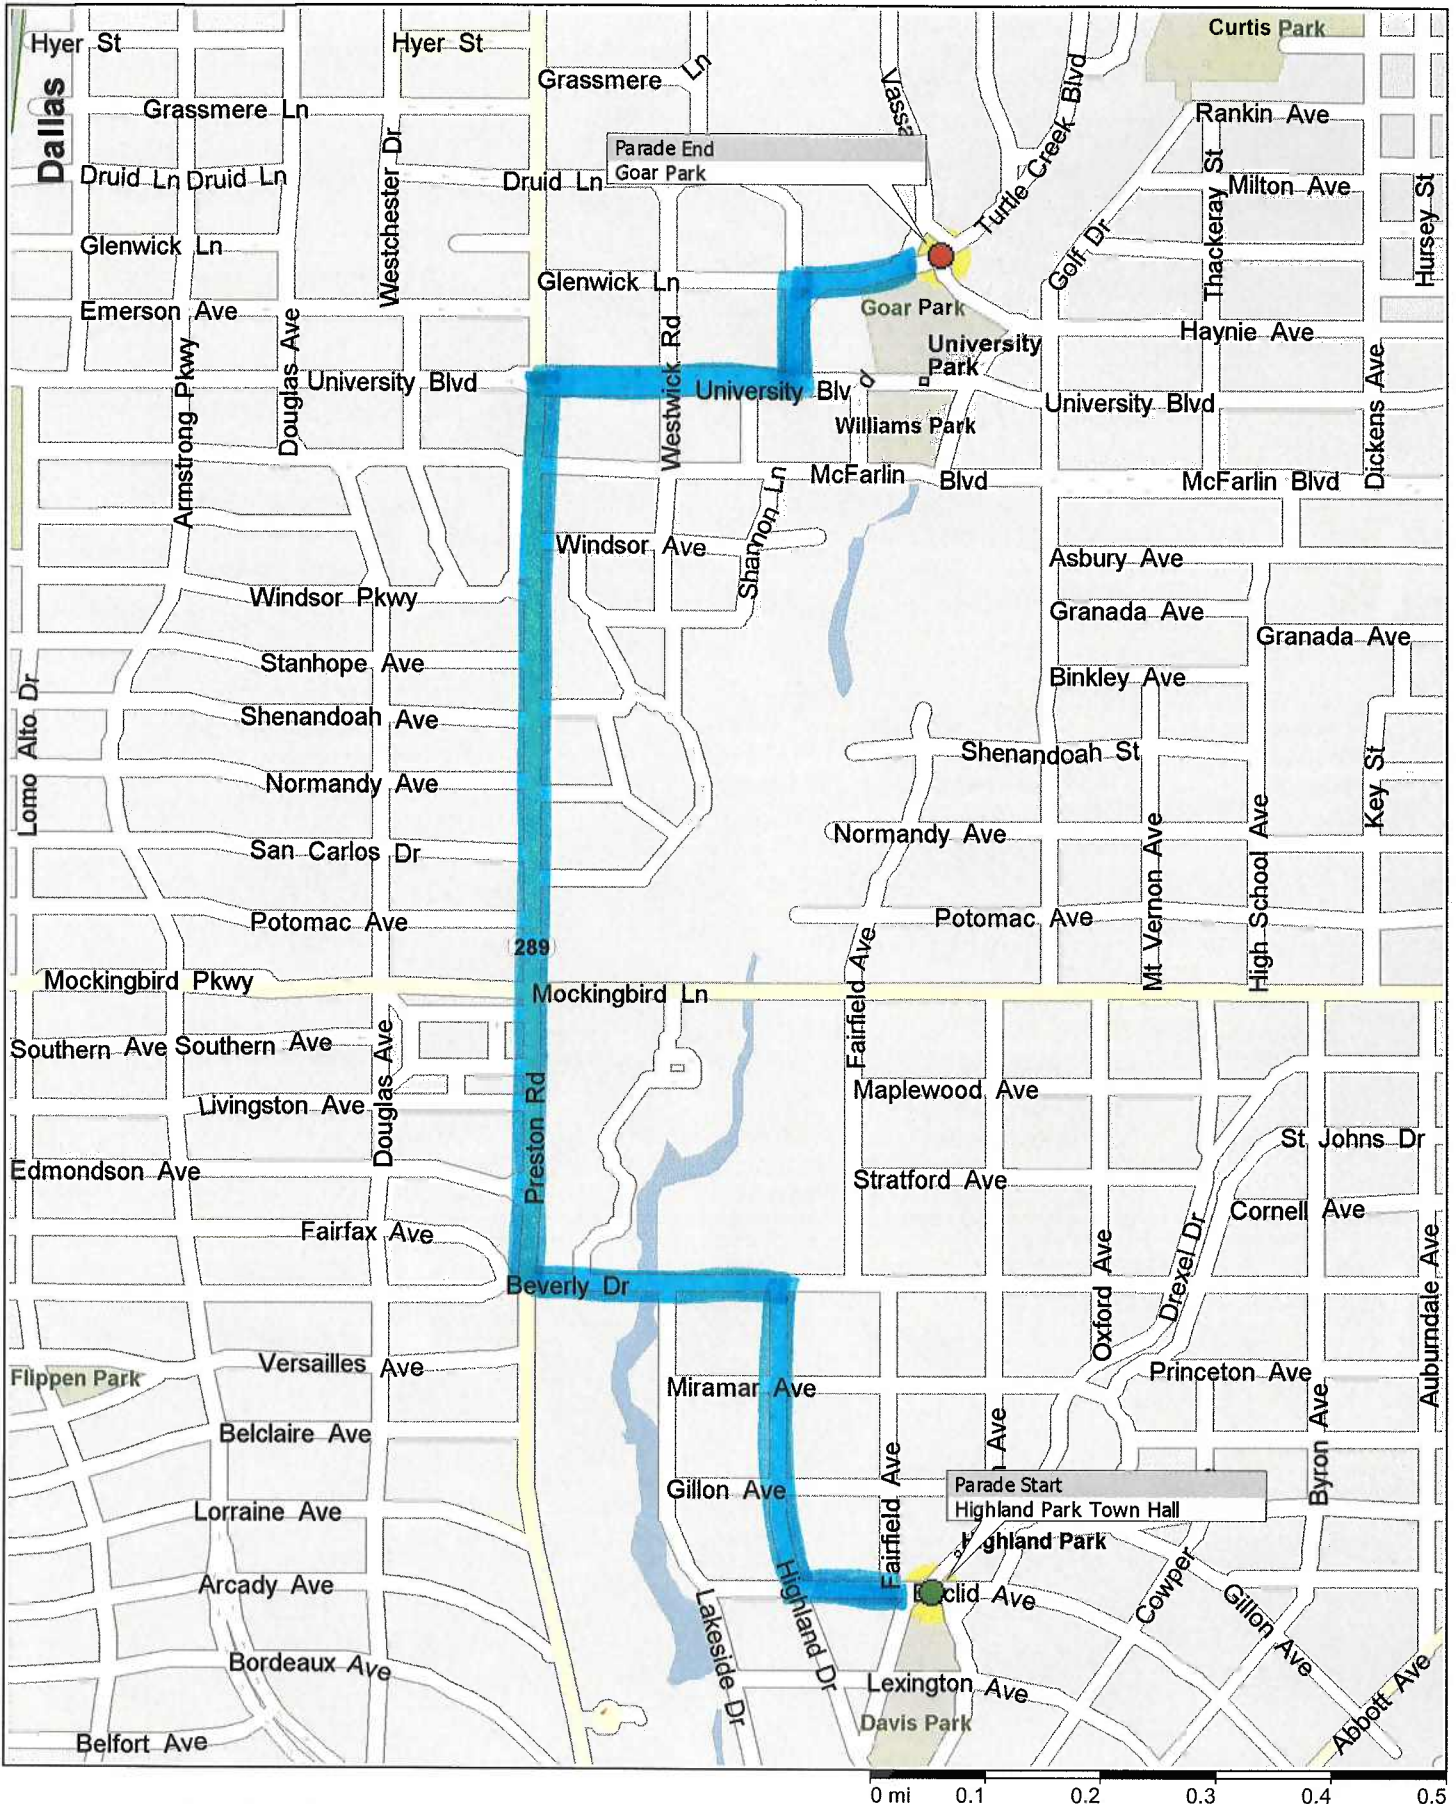 Hyer St
Hyer St
Curtis Park
Grassmere Ln
Grassmere Ln
Dallas
Rankin Ave
Parade End
Goar Park
Druid Ln
Druid Ln
Druid Ln
Westchester Dr
Turtle Creek Blvd
Milton Ave
Thackeray St
Hursey St
Glenwick Ln
Glenwick Ln
Golf Dr
Emerson Ave
Goar Park
Haynie Ave
University
Park
Armstrong Pkwy
Douglas Ave
University Blvd
Westwick Rd
University Blvd
University Blvd
Dickens Ave
Williams Park
McFarlin Blvd
McFarlin Blvd
Shannon Ln
Windsor Ave
Asbury Ave
Windsor Pkwy
Granada Ave
Granada Ave
Stanhope Ave
Binkley Ave
Lomo Alto Dr
Shenandoah Ave
Shenandoah St
Key St
Normandy Ave
Normandy Ave
San Carlos Dr
Mt Vernon Ave
High School Ave
Potomac Ave
Potomac Ave
289
Fairfield Ave
Mockingbird Pkwy
Mockingbird Ln
Southern Ave
Southern Ave
Douglas Ave
Maplewood Ave
Livingston Ave
Preston Rd
St Johns Dr
Edmondson Ave
Stratford Ave
Cornell Ave
Fairfax Ave
Oxford Ave
Drexel Dr
Auburndale Ave
Beverly Dr
Versailles Ave
Flippen Park
Princeton Ave
Miramar Ave
Belclaire Ave
Ave
Byron Ave
Gillon Ave
Fairfield Ave
Parade Start
Highland Park Town Hall
Lorraine Ave
Highland Park
Arcady Ave
Highland Dr
Euclid Ave
Cowper
Gillon Ave
Lakeside Dr
Bordeaux Ave
Lexington Ave
Abbott Ave
Davis Park
Belfort Ave
0 mi 0.1 0.2 0.3 0.4 0.5